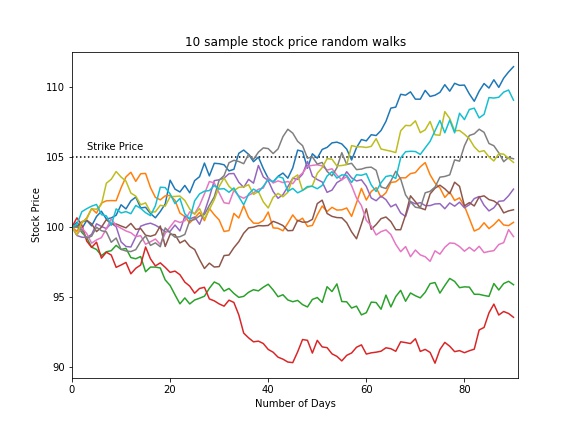 10 sample stock price random walks
110
Strike Price
105
100
95
90
Stock Price
0 20 40 60 80
Number of Days